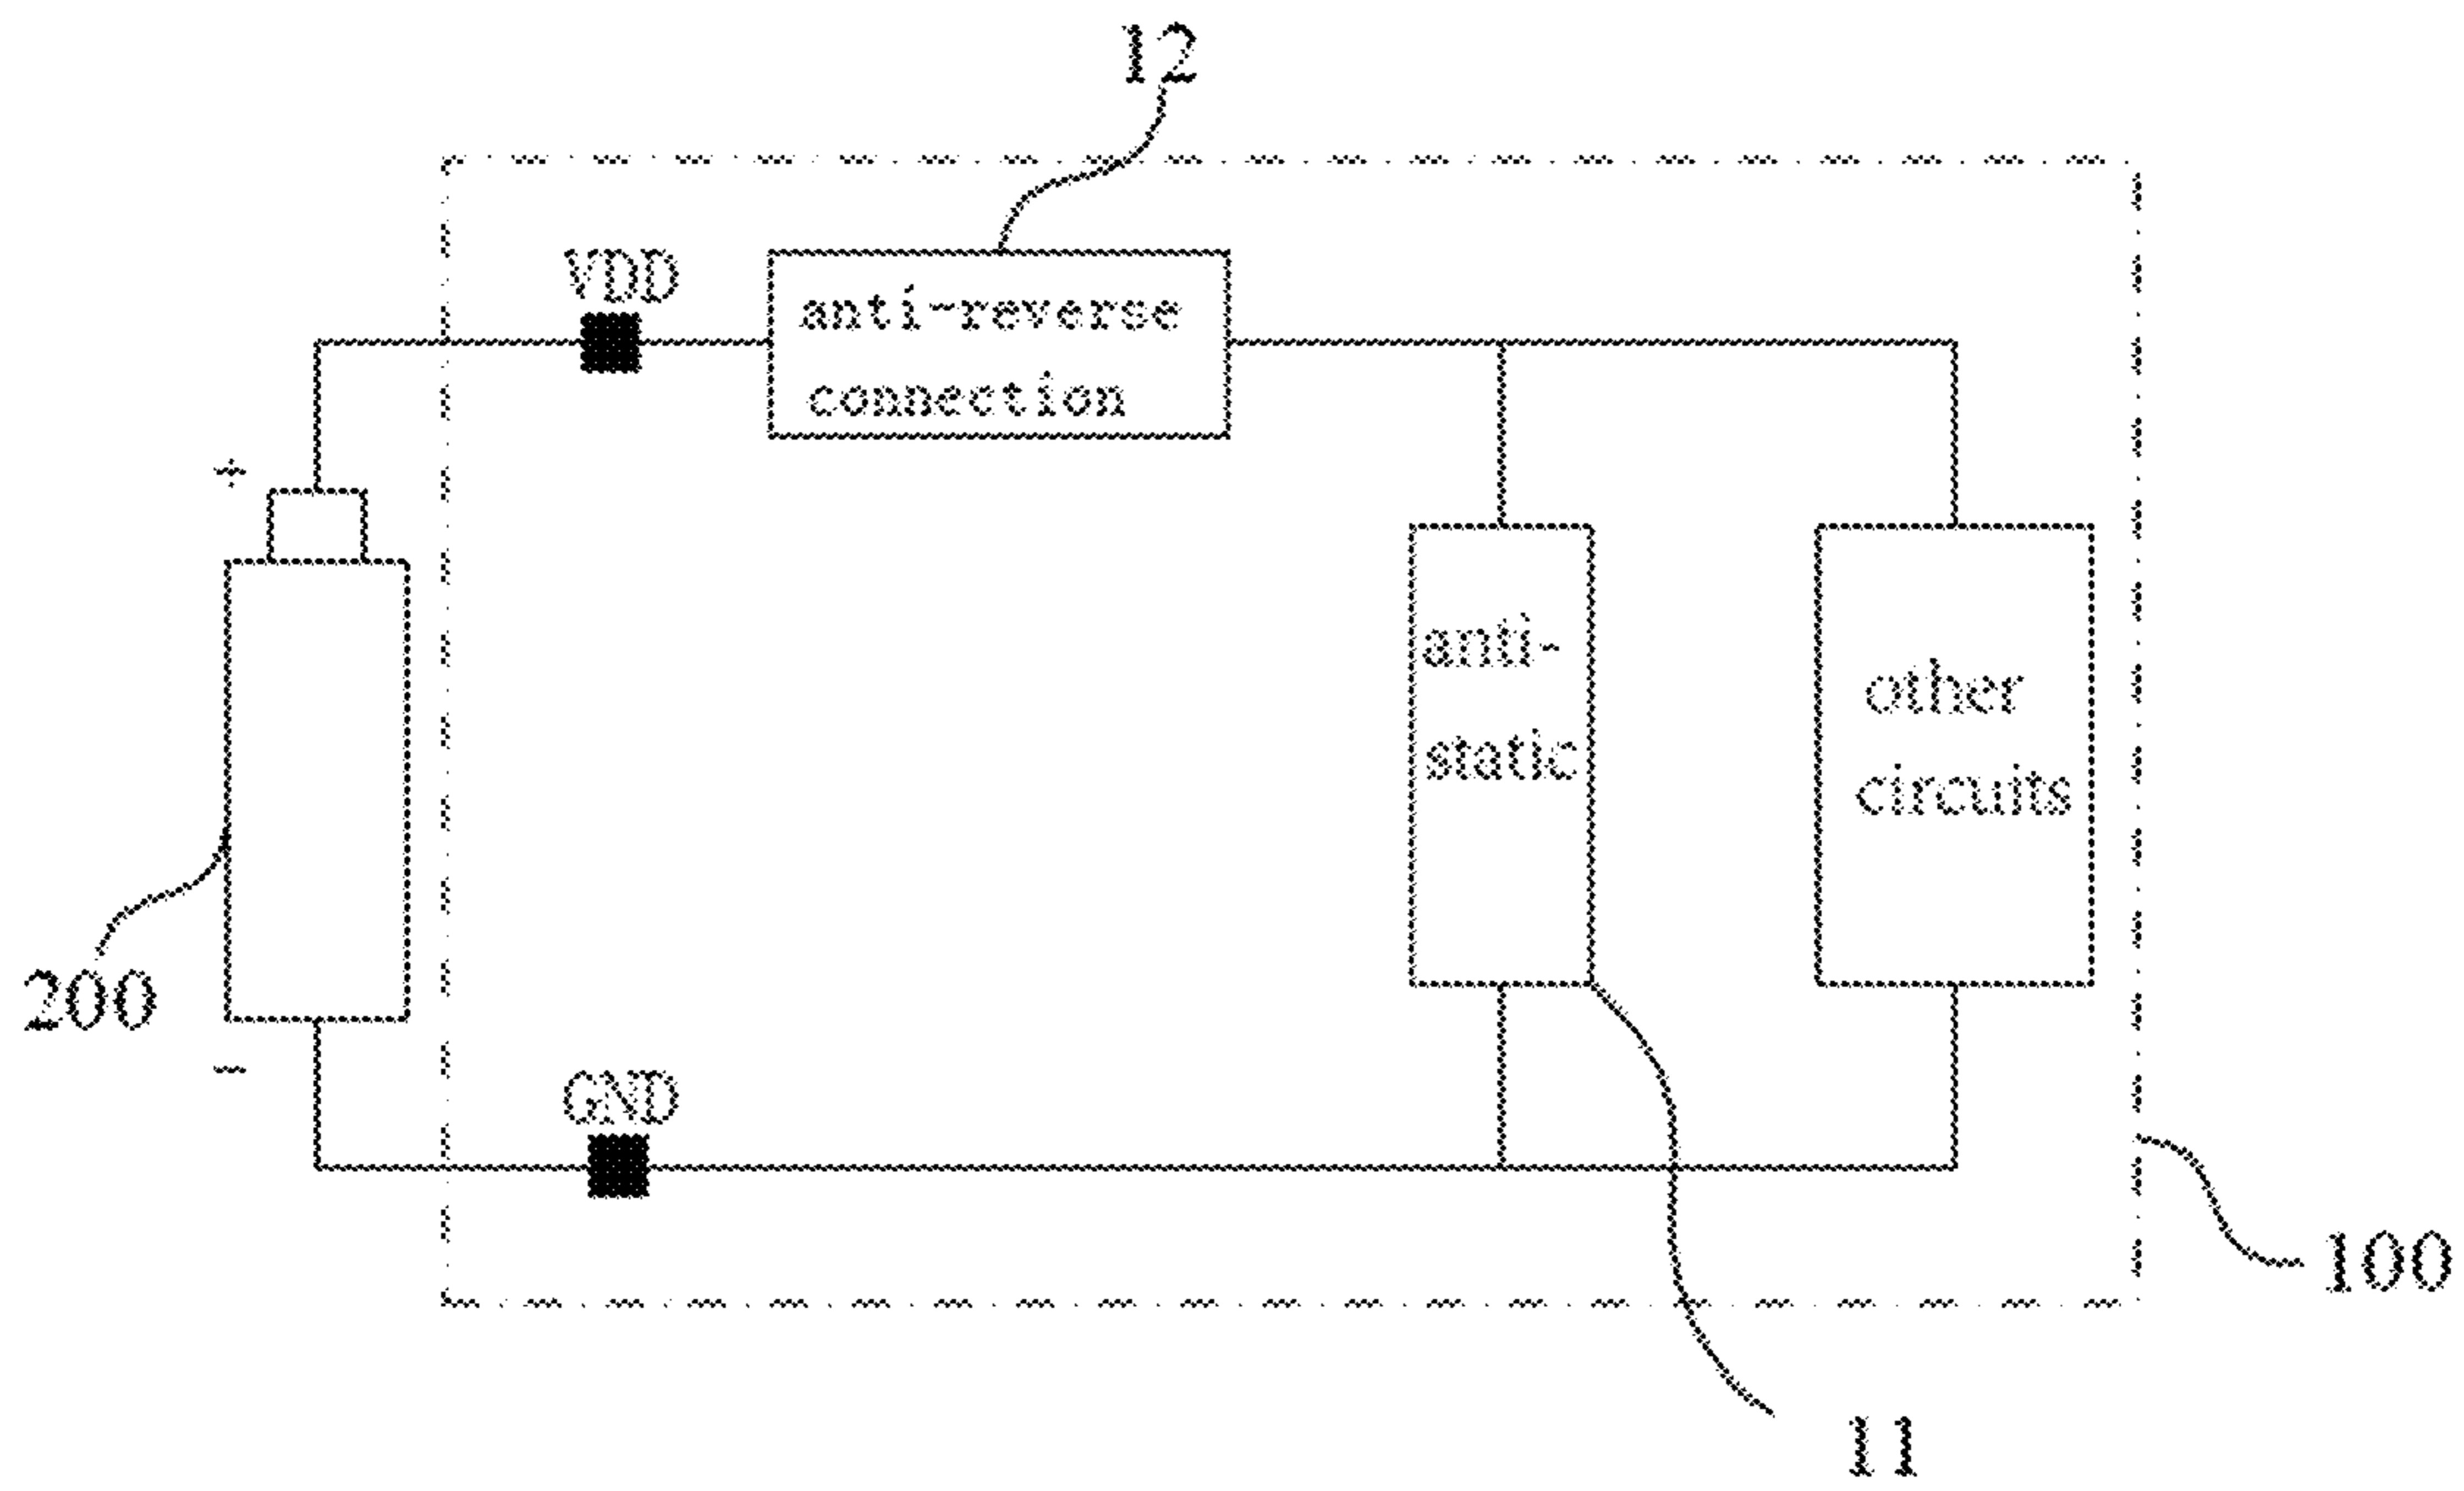 12
VDD
anti-reverse
connection
+
anti-
static
other
circuits
200
-
GND
100
11